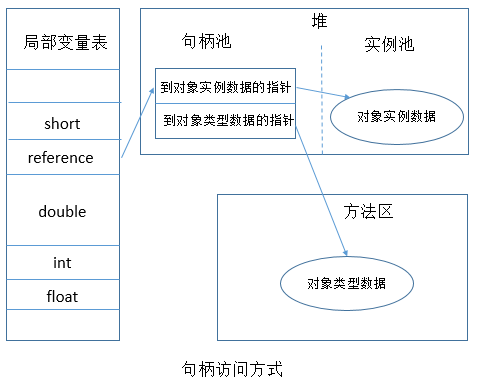 局部变量表
short
reference
double
int
float
堆
句柄池
实例池
到对象实例数据的指针
到对象类型数据的指针
对象实例数据
方法区
对象类型数据
句柄访问方式